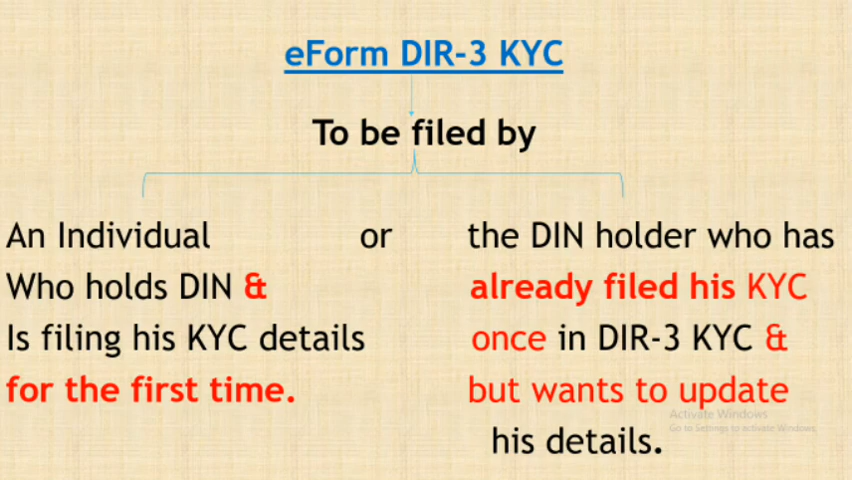 eForm DIR-3 KYC
To be filed by
An Individual
Who holds DIN &
Is filing his KYC details
for the first time.
or
the DIN holder who has
already filed his KYC
once in DIR-3 KYC &
but wants to update
his details.
Activate Windows
Go to Settings to activate Windows.